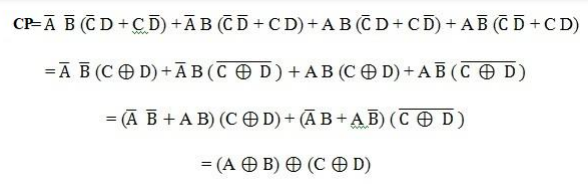 CP=A̅ B̅ (C̅ D + C D̅) + A̅ B (C̅ D̅ + C D) + A B (C̅ D + C D̅) + A B̅ (C̅ D̅ + C D)
= A̅ B̅ (C ⊕ D) + A̅ B (C̅ ̅⊕̅ ̅D̅) + A B (C ⊕ D) + A B̅ (C̅ ̅⊕̅ ̅D̅)
= (A̅ B̅ + A B) (C ⊕ D) + (A̅ B + A B̅) (C̅ ̅⊕̅ ̅D̅)
= (A ⊕ B) ⊕ (C ⊕ D)